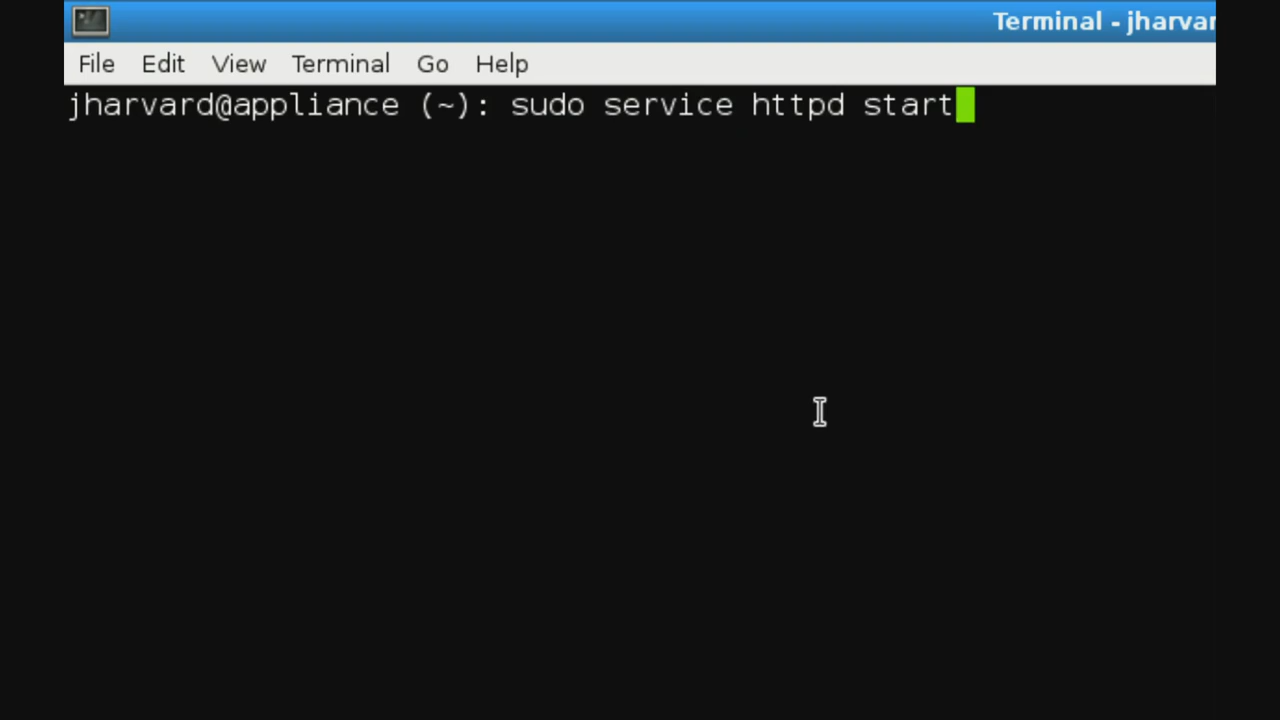 Terminal - jharvar
File Edit View Terminal Go Help
jharvard@appliance (~): sudo service httpd start